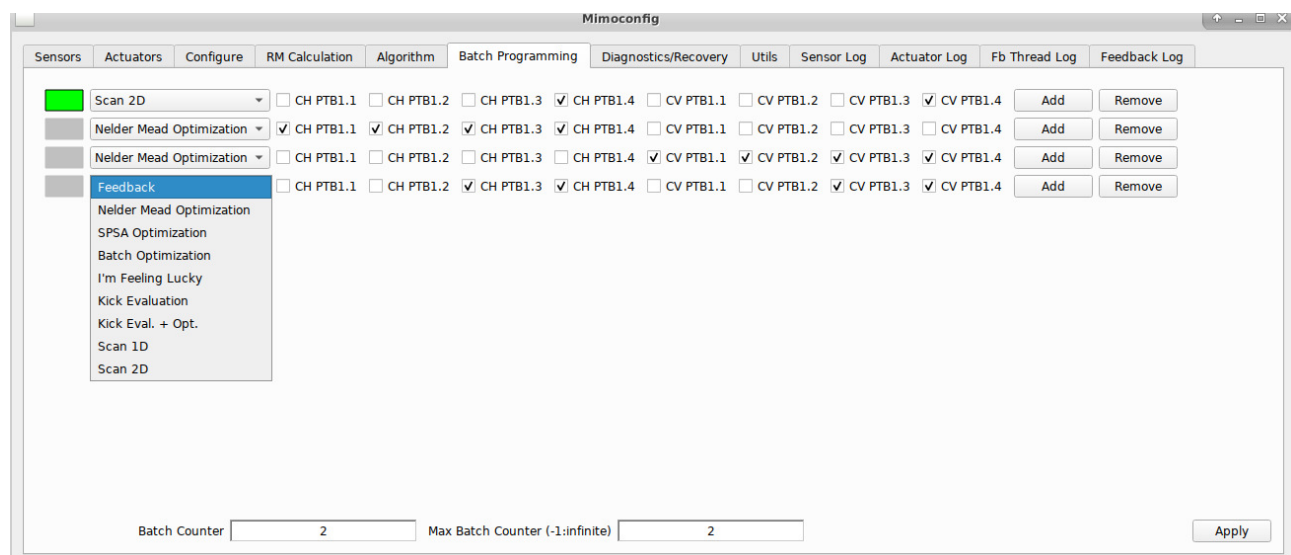 Mimoconfig
Sensors Actuators Configure RM Calculation Algorithm Batch Programming Diagnostics/Recovery Utils Sensor Log Actuator Log Fb Thread Log Feedback Log
Scan 2D CH PTB1.1 CH PTB1.2 CH PTB1.3 CH PTB1.4 CV PTB1.1 CV PTB1.2 CV PTB1.3 CV PTB1.4 Add Remove
Nelder Mead Optimization CH PTB1.1 CH PTB1.2 CH PTB1.3 CH PTB1.4 CV PTB1.1 CV PTB1.2 CV PTB1.3 CV PTB1.4 Add Remove
Nelder Mead Optimization CH PTB1.1 CH PTB1.2 CH PTB1.3 CH PTB1.4 CV PTB1.1 CV PTB1.2 CV PTB1.3 CV PTB1.4 Add Remove
Feedback CH PTB1.1 CH PTB1.2 CH PTB1.3 CH PTB1.4 CV PTB1.1 CV PTB1.2 CV PTB1.3 CV PTB1.4 Add Remove
Nelder Mead Optimization
SPSA Optimization
Batch Optimization
I'm Feeling Lucky
Kick Evaluation
Kick Eval. + Opt.
Scan 1D
Scan 2D
Batch Counter 2 Max Batch Counter (-1:infinite) 2 Apply